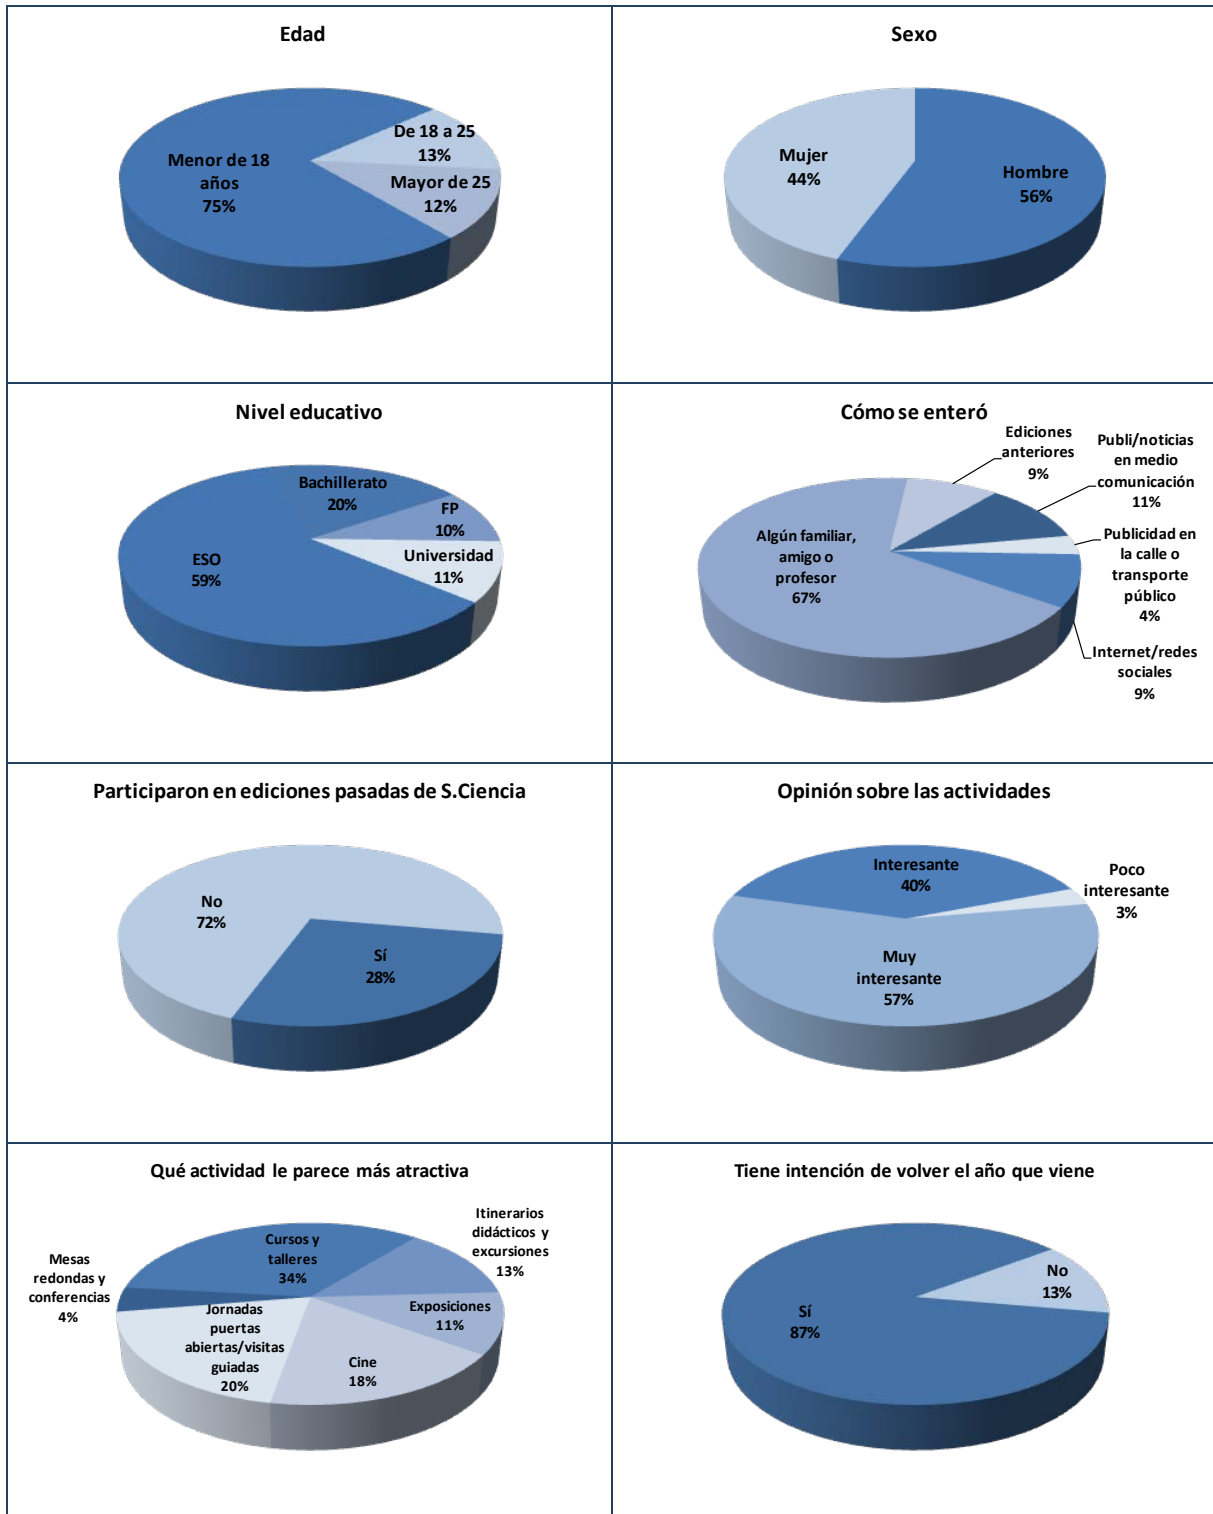 Edad
De 18 a 25
13%
Menor de 18
años
75%
Mayor de 25
12%
Sexo
Mujer
44%
Hombre
56%
Nivel educativo
Bachillerato
20%
FP
10%
Universidad
11%
ESO
59%
Cómo se enteró
Ediciones
anteriores
9%
Publi/noticias
en medio
comunicación
11%
Publicidad en
la calle o
transporte
público
4%
Algún familiar,
amigo o
profesor
67%
Internet/redes
sociales
9%
Participaron en ediciones pasadas de S.Ciencia
No
72%
Sí
28%
Opinión sobre las actividades
Interesante
40%
Poco
interesante
3%
Muy
interesante
57%
Qué actividad le parece más atractiva
Itinerarios
didácticos y
excursiones
13%
Cursos y
talleres
34%
Mesas
redondas y
conferencias
4%
Exposiciones
11%
Jornadas
puertas
abiertas/visitas
guiadas
20%
Cine
18%
Tiene intención de volver el año que viene
No
13%
Sí
87%